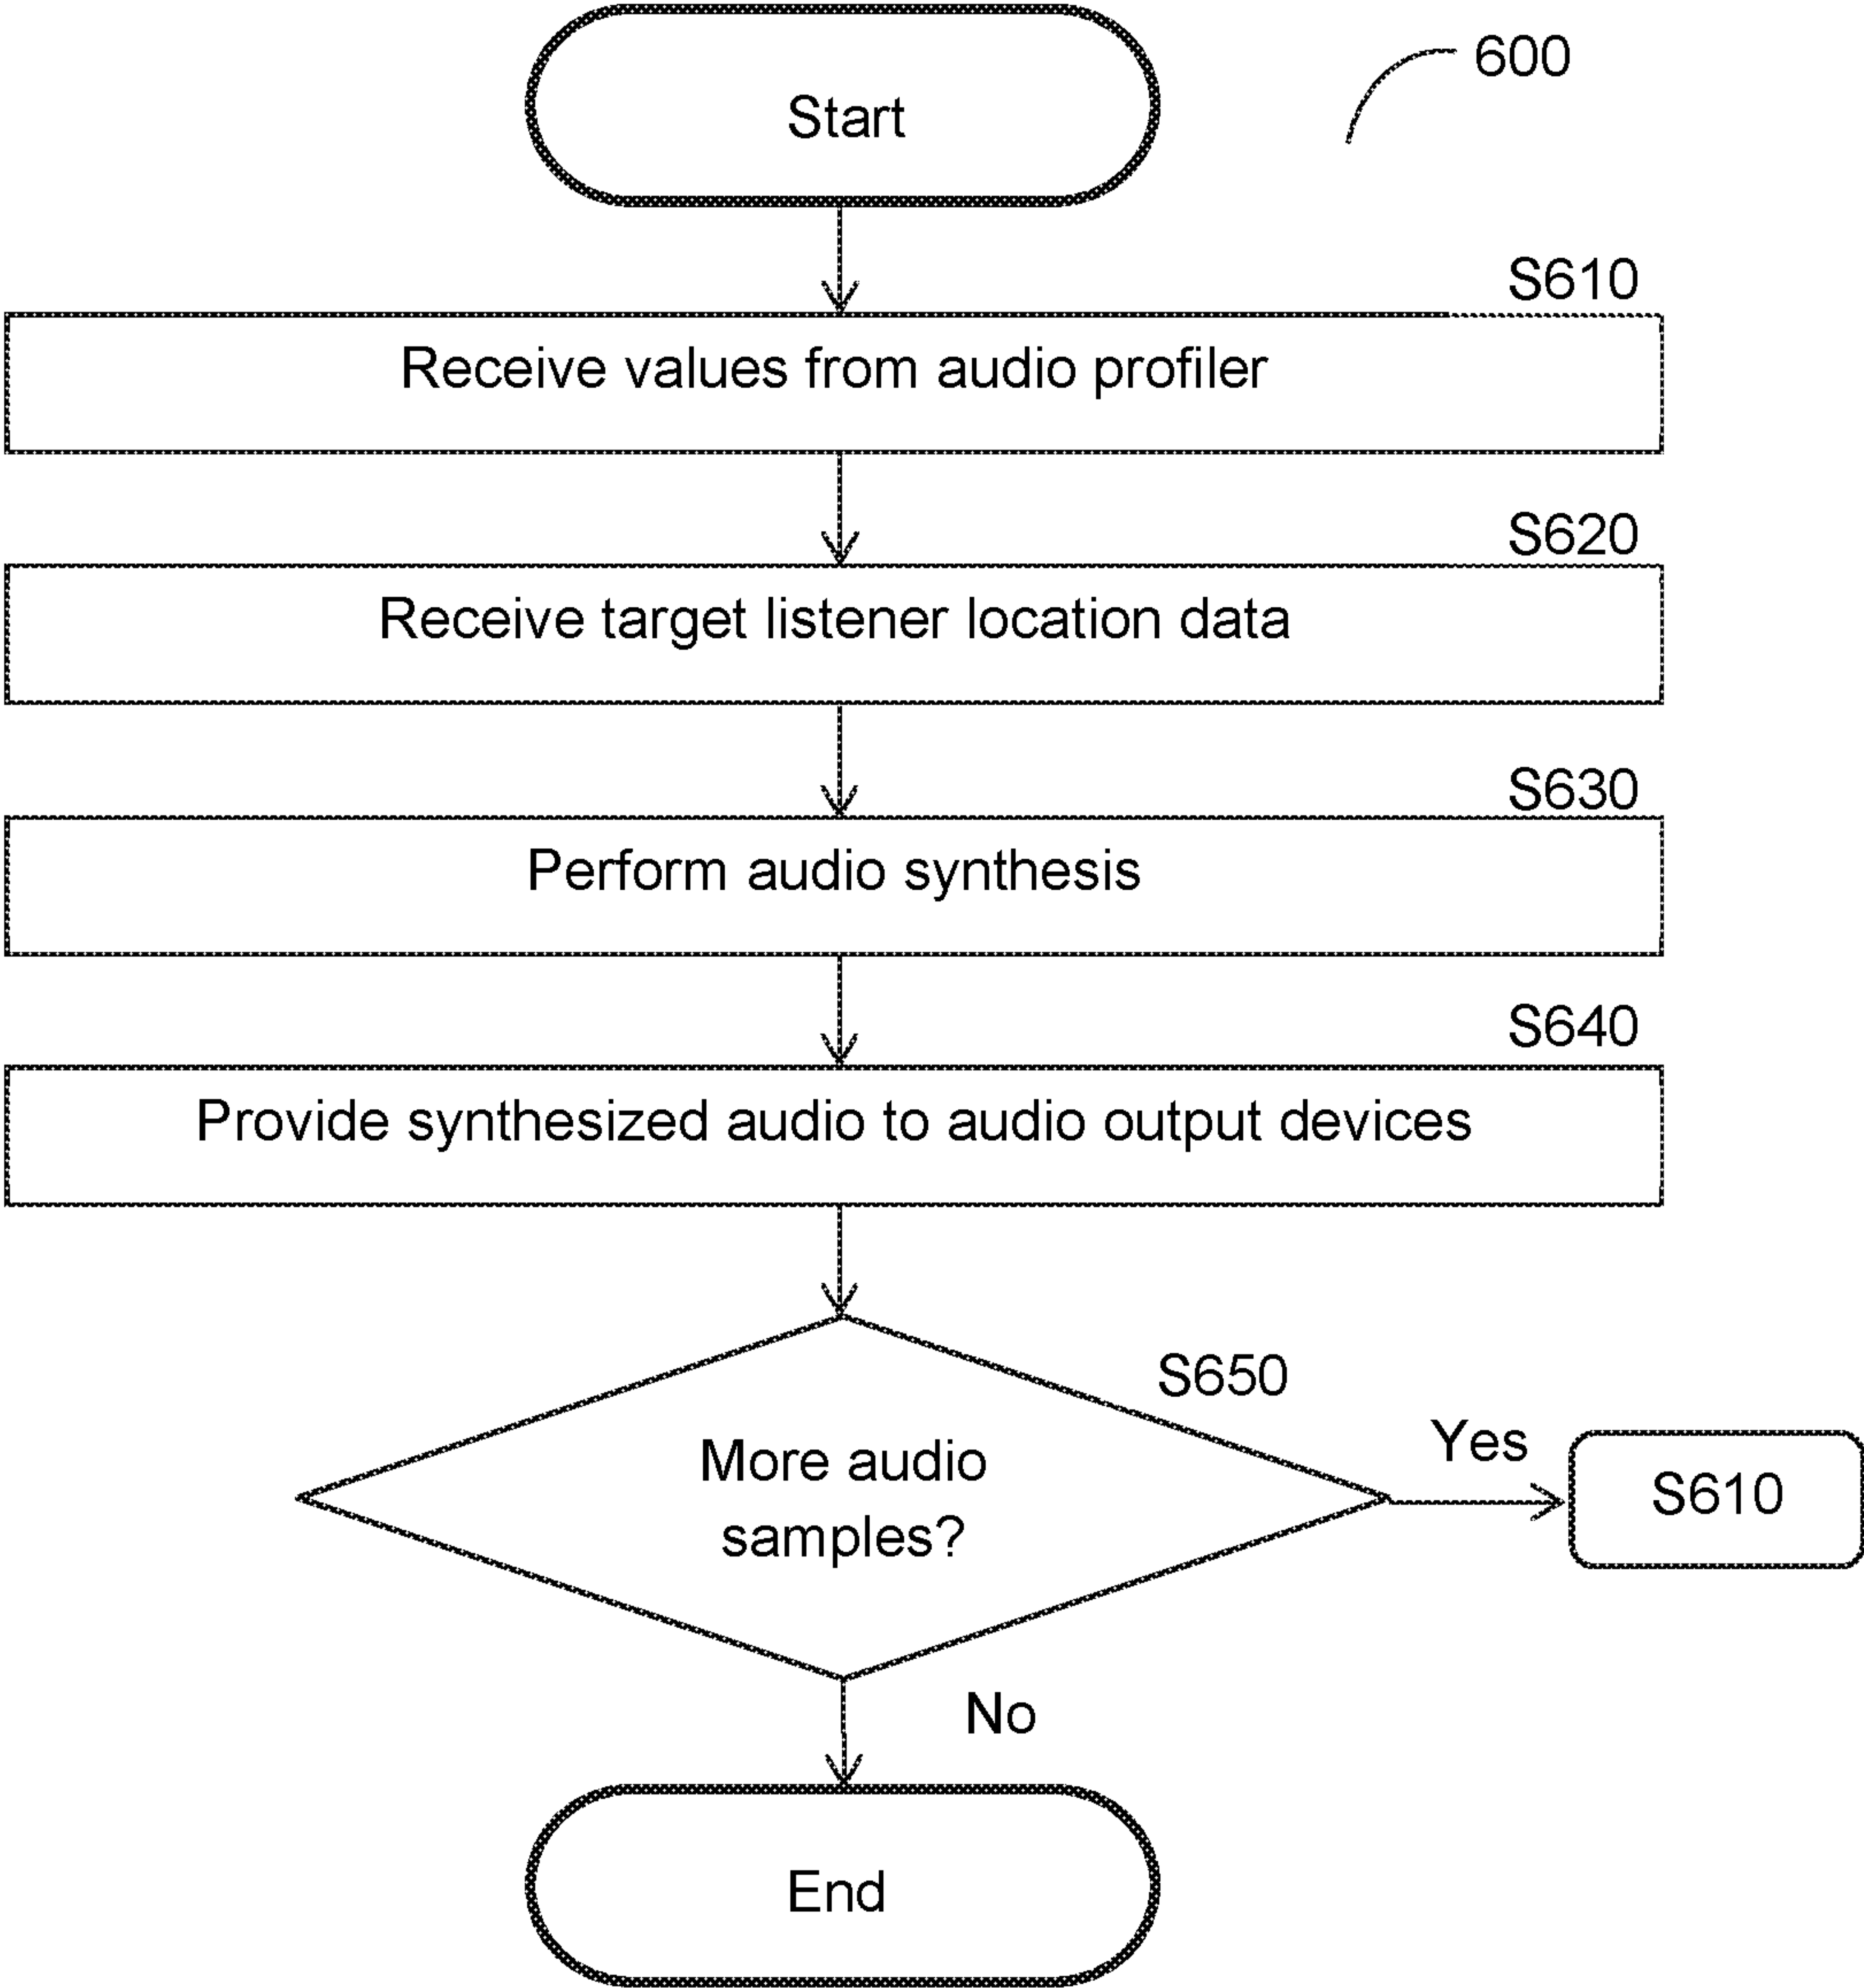 Start
600
S610
Receive values from audio profiler
S620
Receive target listener location data
S630
Perform audio synthesis
S640
Provide synthesized audio to audio output devices
S650
More audio
samples?
Yes
S610
No
End